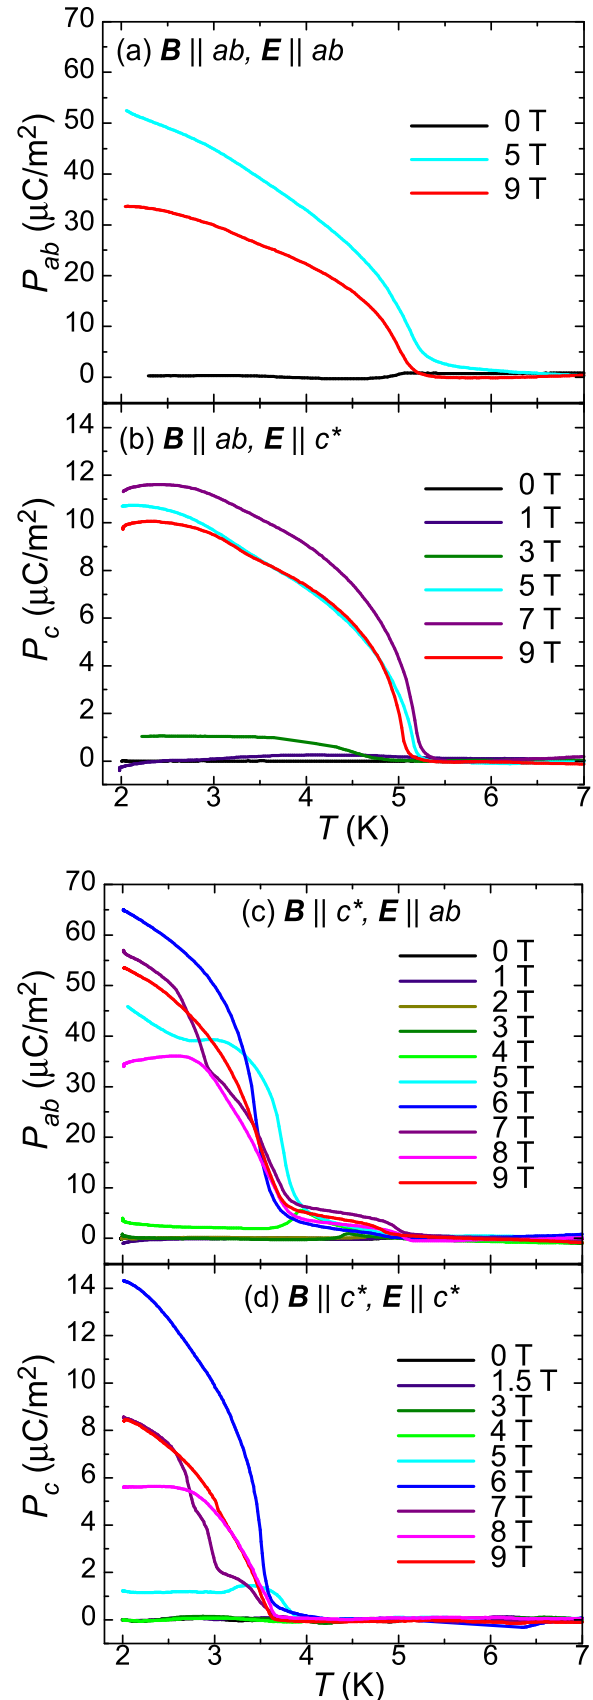 (a) B || ab, E || ab
70
60
50
40
30
20
10
0
P_ab (μC/m²)
0 T
5 T
9 T
(b) B || ab, E || c*
14
12
10
8
6
4
2
0
P_c (μC/m²)
0 T
1 T
3 T
5 T
7 T
9 T
2 3 4 5 6 7
T (K)
(c) B || c*, E || ab
70
60
50
40
30
20
10
0
P_ab (μC/m²)
0 T
1 T
2 T
3 T
4 T
5 T
6 T
7 T
8 T
9 T
(d) B || c*, E || c*
14
12
10
8
6
4
2
0
P_c (μC/m²)
0 T
1.5 T
3 T
4 T
5 T
6 T
7 T
8 T
9 T
2 3 4 5 6 7
T (K)